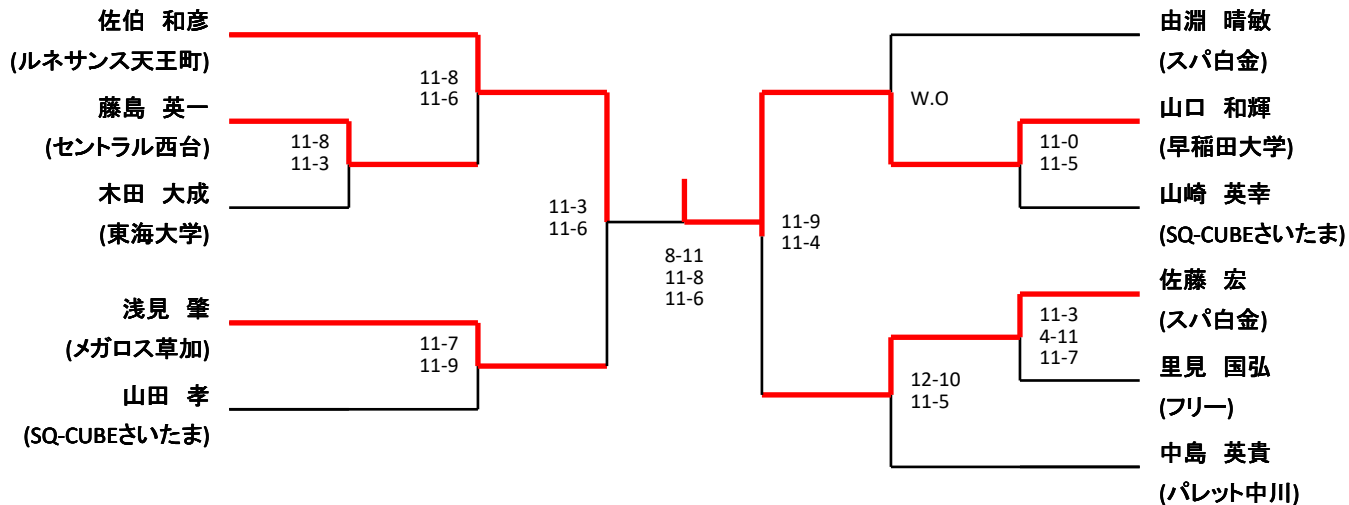 佐伯　和彦
(ルネサンス天王町)
藤島　英一
(セントラル西台)
木田　大成
(東海大学)
浅見　肇
(メガロス草加)
山田　孝
(SQ-CUBEさいたま)
11-8
11-6
11-8
11-3
11-3
11-6
11-7
11-9
8-11
11-8
11-6
11-9
11-4
W.O
11-0
11-5
11-3
4-11
11-7
12-10
11-5
由淵　晴敏
(スパ白金)
山口　和輝
(早稲田大学)
山崎　英幸
(SQ-CUBEさいたま)
佐藤　宏
(スパ白金)
里見　国弘
(フリー)
中島　英貴
(パレット中川)